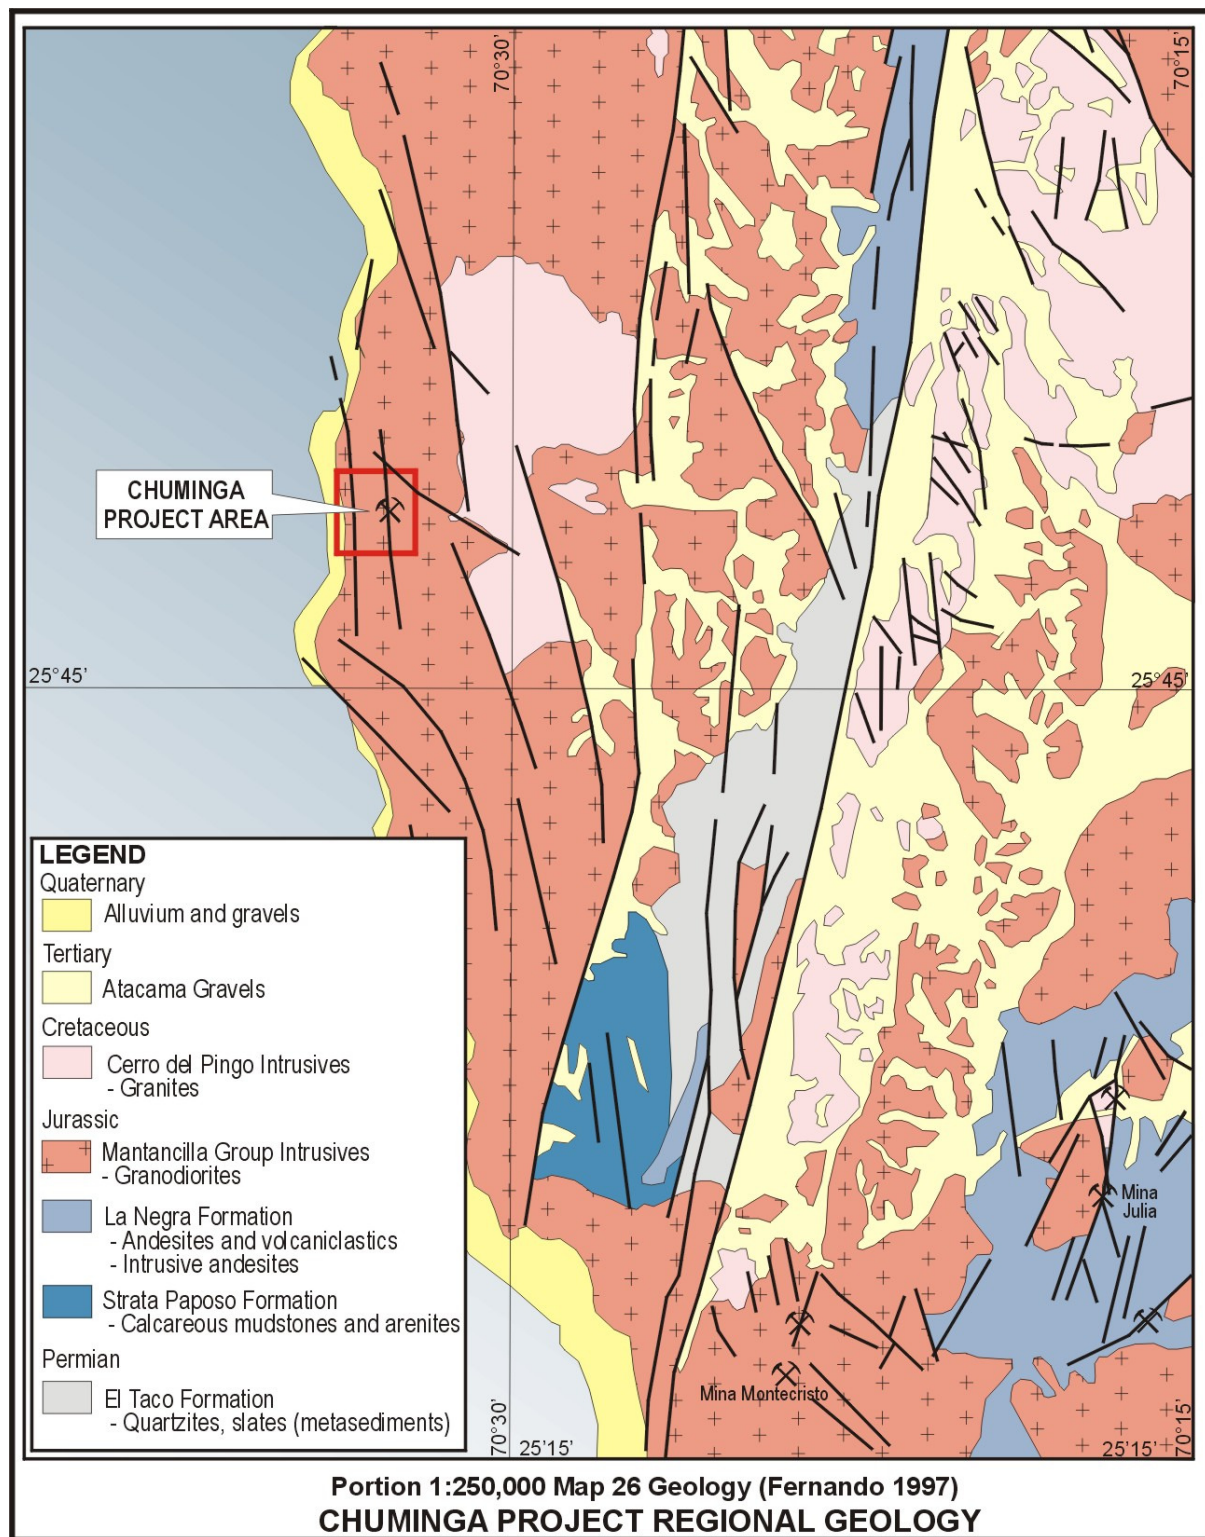 70°30'
70°15'
CHUMINGA
PROJECT AREA
25°45'
25°45'
LEGEND
Quaternary
Alluvium and gravels
Tertiary
Atacama Gravels
Cretaceous
Cerro del Pingo Intrusives
- Granites
Jurassic
Mantancilla Group Intrusives
- Granodiorites
La Negra Formation
- Andesites and volcaniclastics
- Intrusive andesites
Strata Paposo Formation
- Calcareous mudstones and arenites
Permian
El Taco Formation
- Quartzites, slates (metasediments)
Mina
Julia
Mina Montecristo
70°30'
25'15'
25'15'
70°15'
Portion 1:250,000 Map 26 Geology (Fernando 1997)
CHUMINGA PROJECT REGIONAL GEOLOGY